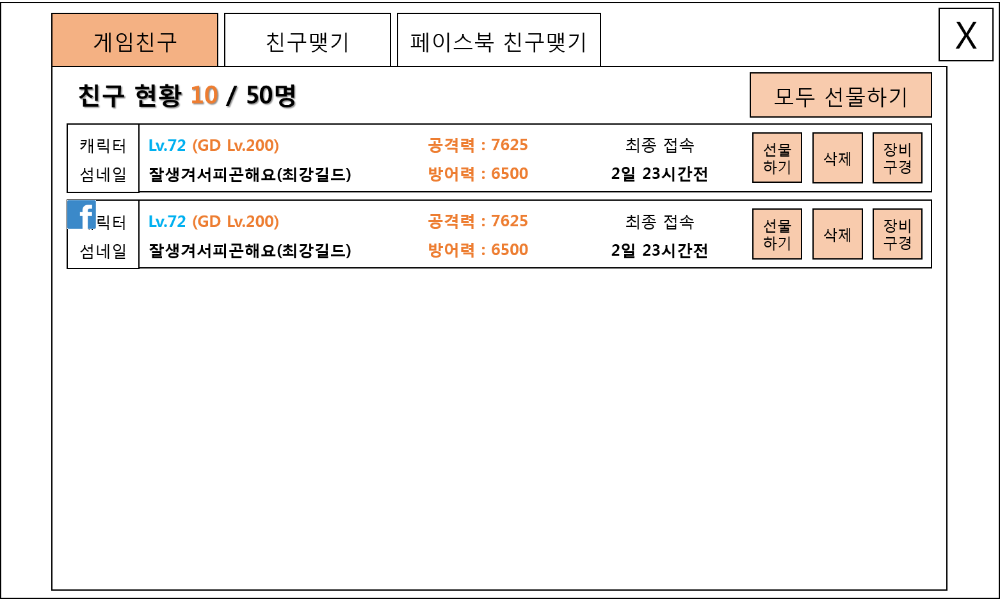 게임친구
친구맺기
페이스북 친구맺기
X
친구 현황 10 / 50명
모두 선물하기
캐릭터
섬네일
Lv.72 (GD Lv.200)
잘생겨서피곤해요(최강길드)
공격력 : 7625
방어력 : 6500
최종 접속
2일 23시간전
선물
하기
삭제
장비
구경
릭터
섬네일
Lv.72 (GD Lv.200)
잘생겨서피곤해요(최강길드)
공격력 : 7625
방어력 : 6500
최종 접속
2일 23시간전
선물
하기
삭제
장비
구경